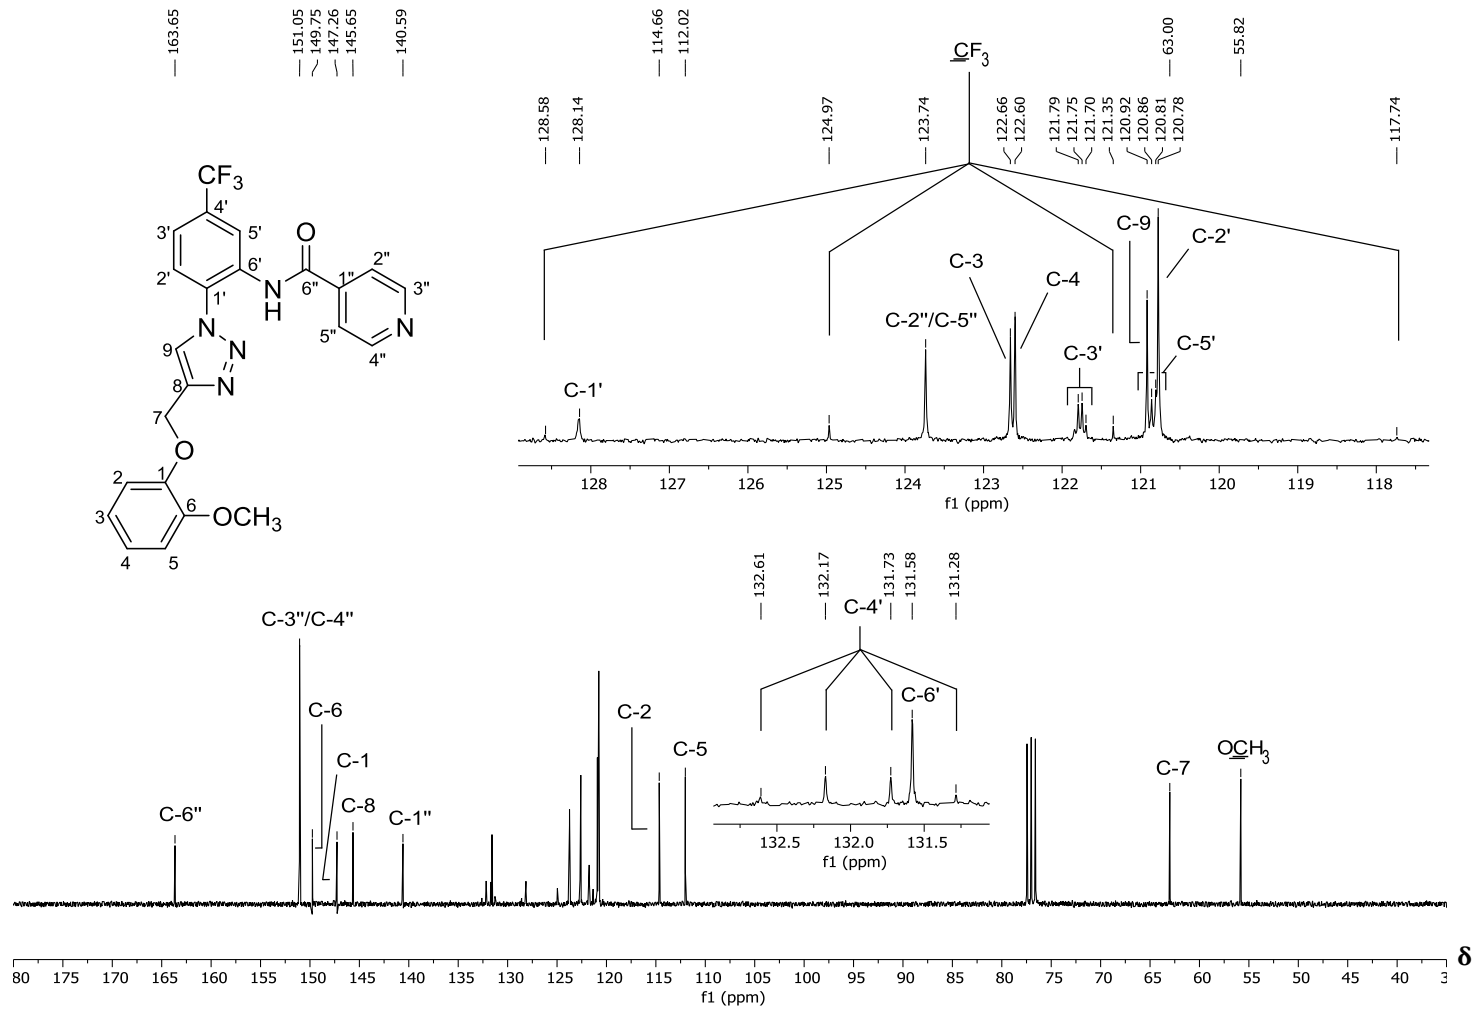 163.65
151.05
149.75
147.26
145.65
140.59
114.66
112.02
63.00
55.82
CF3
128.58
128.14
124.97
123.74
122.66
122.60
121.79
121.75
121.70
121.35
120.92
120.86
120.81
120.78
117.74
CF3
4'
3'
5'
2'
6'
1'
O
N
H
6''
1''
2''
3''
N
5''
4''
N
N
N
9
8
7
O
1
2
3
4
5
6
OCH3
C-1'
C-2''/C-5''
C-3
C-4
C-3'
C-9
C-2'
C-5'
128 127 126 125 124 123 122 121 120 119 118
f1 (ppm)
132.61
132.17
131.73
131.58
131.28
C-4'
C-6'
132.5 132.0 131.5
f1 (ppm)
C-3''/C-4''
C-6
C-1
C-8
C-6''
C-1''
C-2
C-5
C-7
OCH3
80 175 170 165 160 155 150 145 140 135 130 125 120 115 110 105 100 95 90 85 80 75 70 65 60 55 50 45 40 3
f1 (ppm)
δ